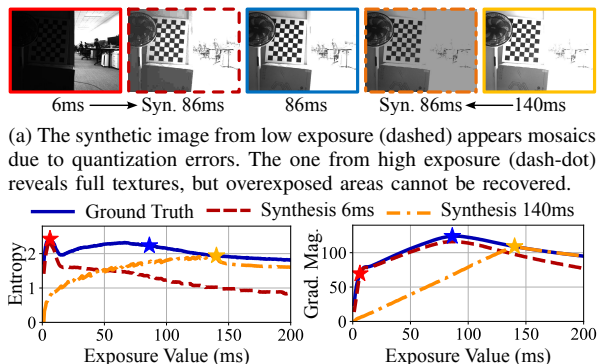 6ms → Syn. 86ms 86ms Syn. 86ms ← 140ms
(a) The synthetic image from low exposure (dashed) appears mosaics
due to quantization errors. The one from high exposure (dash-dot)
reveals full textures, but overexposed areas cannot be recovered.
Ground Truth Synthesis 6ms Synthesis 140ms
Entropy
2
1
0
0 50 100 150 200
Exposure Value (ms)
Grad. Mag.
100
50
0
0 50 100 150 200
Exposure Value (ms)